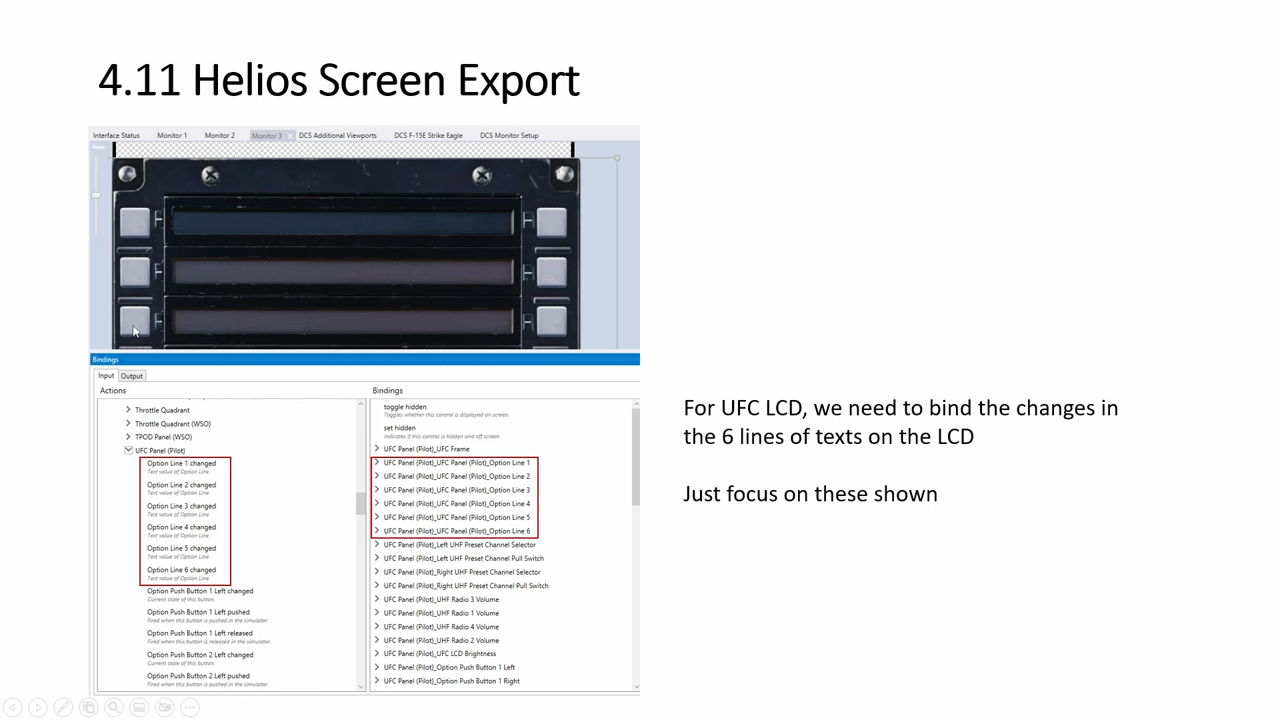 4.11 Helios Screen Export
Interface Status Monitor 1 Monitor 2 Monitor 3 DCS Additional Viewports DCS F-15E Strike Eagle DCS Monitor Setup
Zoom
Bindings
Input Output
Actions
Throttle Quadrant
Throttle Quadrant (WSO)
TPOD Panel (WSO)
UFC Panel (Pilot)
Option Line 1 changed
Text value of Option Line
Option Line 2 changed
Text value of Option Line
Option Line 3 changed
Text value of Option Line
Option Line 4 changed
Text value of Option Line
Option Line 5 changed
Text value of Option Line
Option Line 6 changed
Text value of Option Line
Option Push Button 1 Left changed
Current state of this button.
Option Push Button 1 Left pushed
Fired when this button is pushed in the simulator.
Option Push Button 1 Left released
Fired when this button is released in the simulator.
Option Push Button 2 Left changed
Current state of this button.
Option Push Button 2 Left pushed
Fired when this button is pushed in the simulator.
Bindings
toggle hidden
Toggles whether this control is displayed on screen.
set hidden
Indicates if this control is hidden and off screen.
UFC Panel (Pilot)_UFC Frame
UFC Panel (Pilot)_UFC Panel (Pilot)_Option Line 1
UFC Panel (Pilot)_UFC Panel (Pilot)_Option Line 2
UFC Panel (Pilot)_UFC Panel (Pilot)_Option Line 3
UFC Panel (Pilot)_UFC Panel (Pilot)_Option Line 4
UFC Panel (Pilot)_UFC Panel (Pilot)_Option Line 5
UFC Panel (Pilot)_UFC Panel (Pilot)_Option Line 6
UFC Panel (Pilot)_Left UHF Preset Channel Selector
UFC Panel (Pilot)_Left UHF Preset Channel Pull Switch
UFC Panel (Pilot)_Right UHF Preset Channel Selector
UFC Panel (Pilot)_Right UHF Preset Channel Pull Switch
UFC Panel (Pilot)_UHF Radio 3 Volume
UFC Panel (Pilot)_UHF Radio 1 Volume
UFC Panel (Pilot)_UHF Radio 4 Volume
UFC Panel (Pilot)_UHF Radio 2 Volume
UFC Panel (Pilot)_UFC LCD Brightness
UFC Panel (Pilot)_Option Push Button 1 Left
UFC Panel (Pilot)_Option Push Button 1 Right
For UFC LCD, we need to bind the changes in
the 6 lines of texts on the LCD
Just focus on these shown